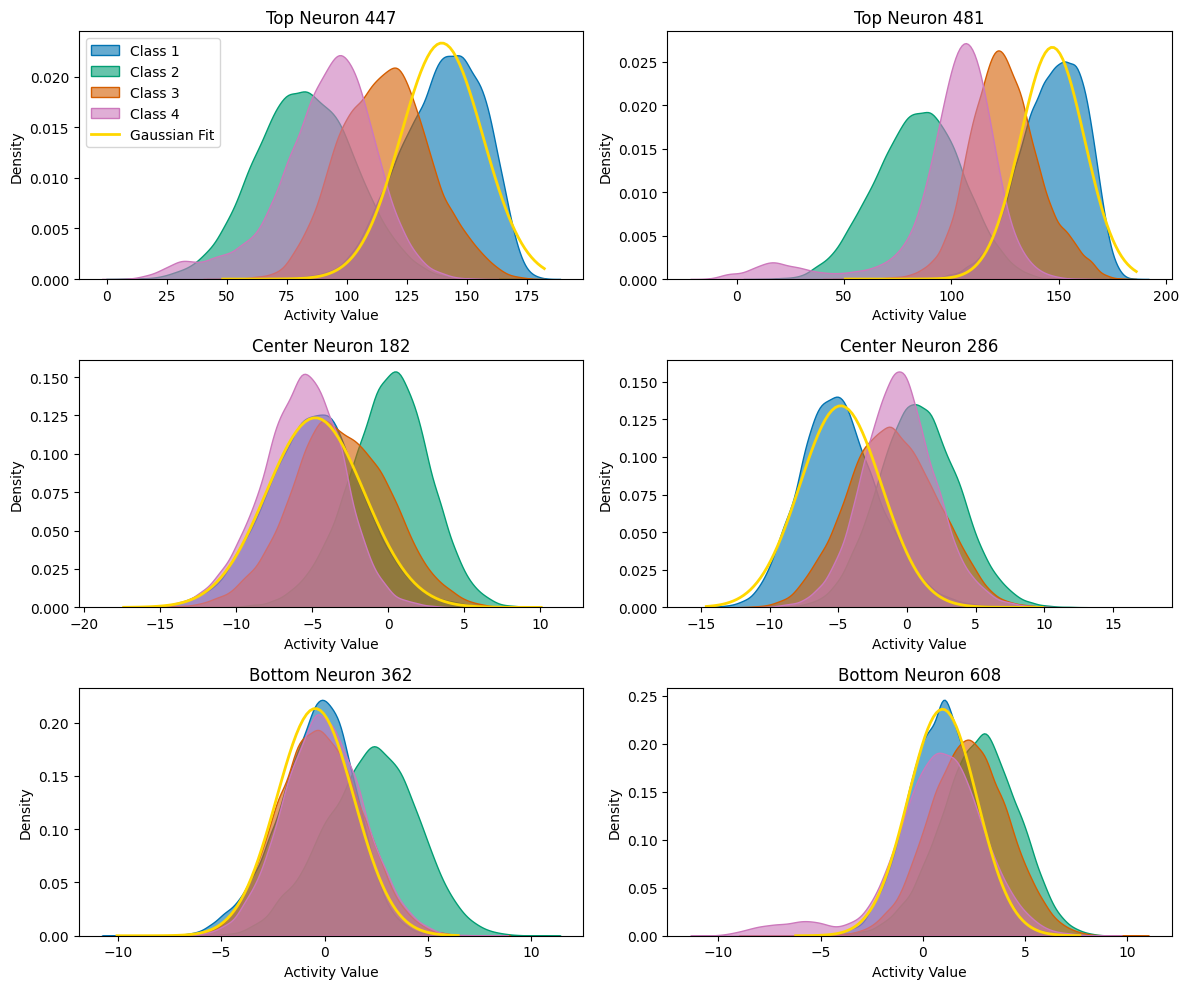 Top Neuron 447
Class 1
Class 2
Class 3
Class 4
Gaussian Fit
Density
0.020
0.015
0.010
0.005
0.000
0 25 50 75 100 125 150 175
Activity Value
Top Neuron 481
Density
0.025
0.020
0.015
0.010
0.005
0.000
0 50 100 150 200
Activity Value
Center Neuron 182
Density
0.150
0.125
0.100
0.075
0.050
0.025
0.000
−20 −15 −10 −5 0 5 10
Activity Value
Center Neuron 286
Density
0.150
0.125
0.100
0.075
0.050
0.025
0.000
−15 −10 −5 0 5 10 15
Activity Value
Bottom Neuron 362
Density
0.20
0.15
0.10
0.05
0.00
−10 −5 0 5 10
Activity Value
Bottom Neuron 608
Density
0.25
0.20
0.15
0.10
0.05
0.00
−10 −5 0 5 10
Activity Value